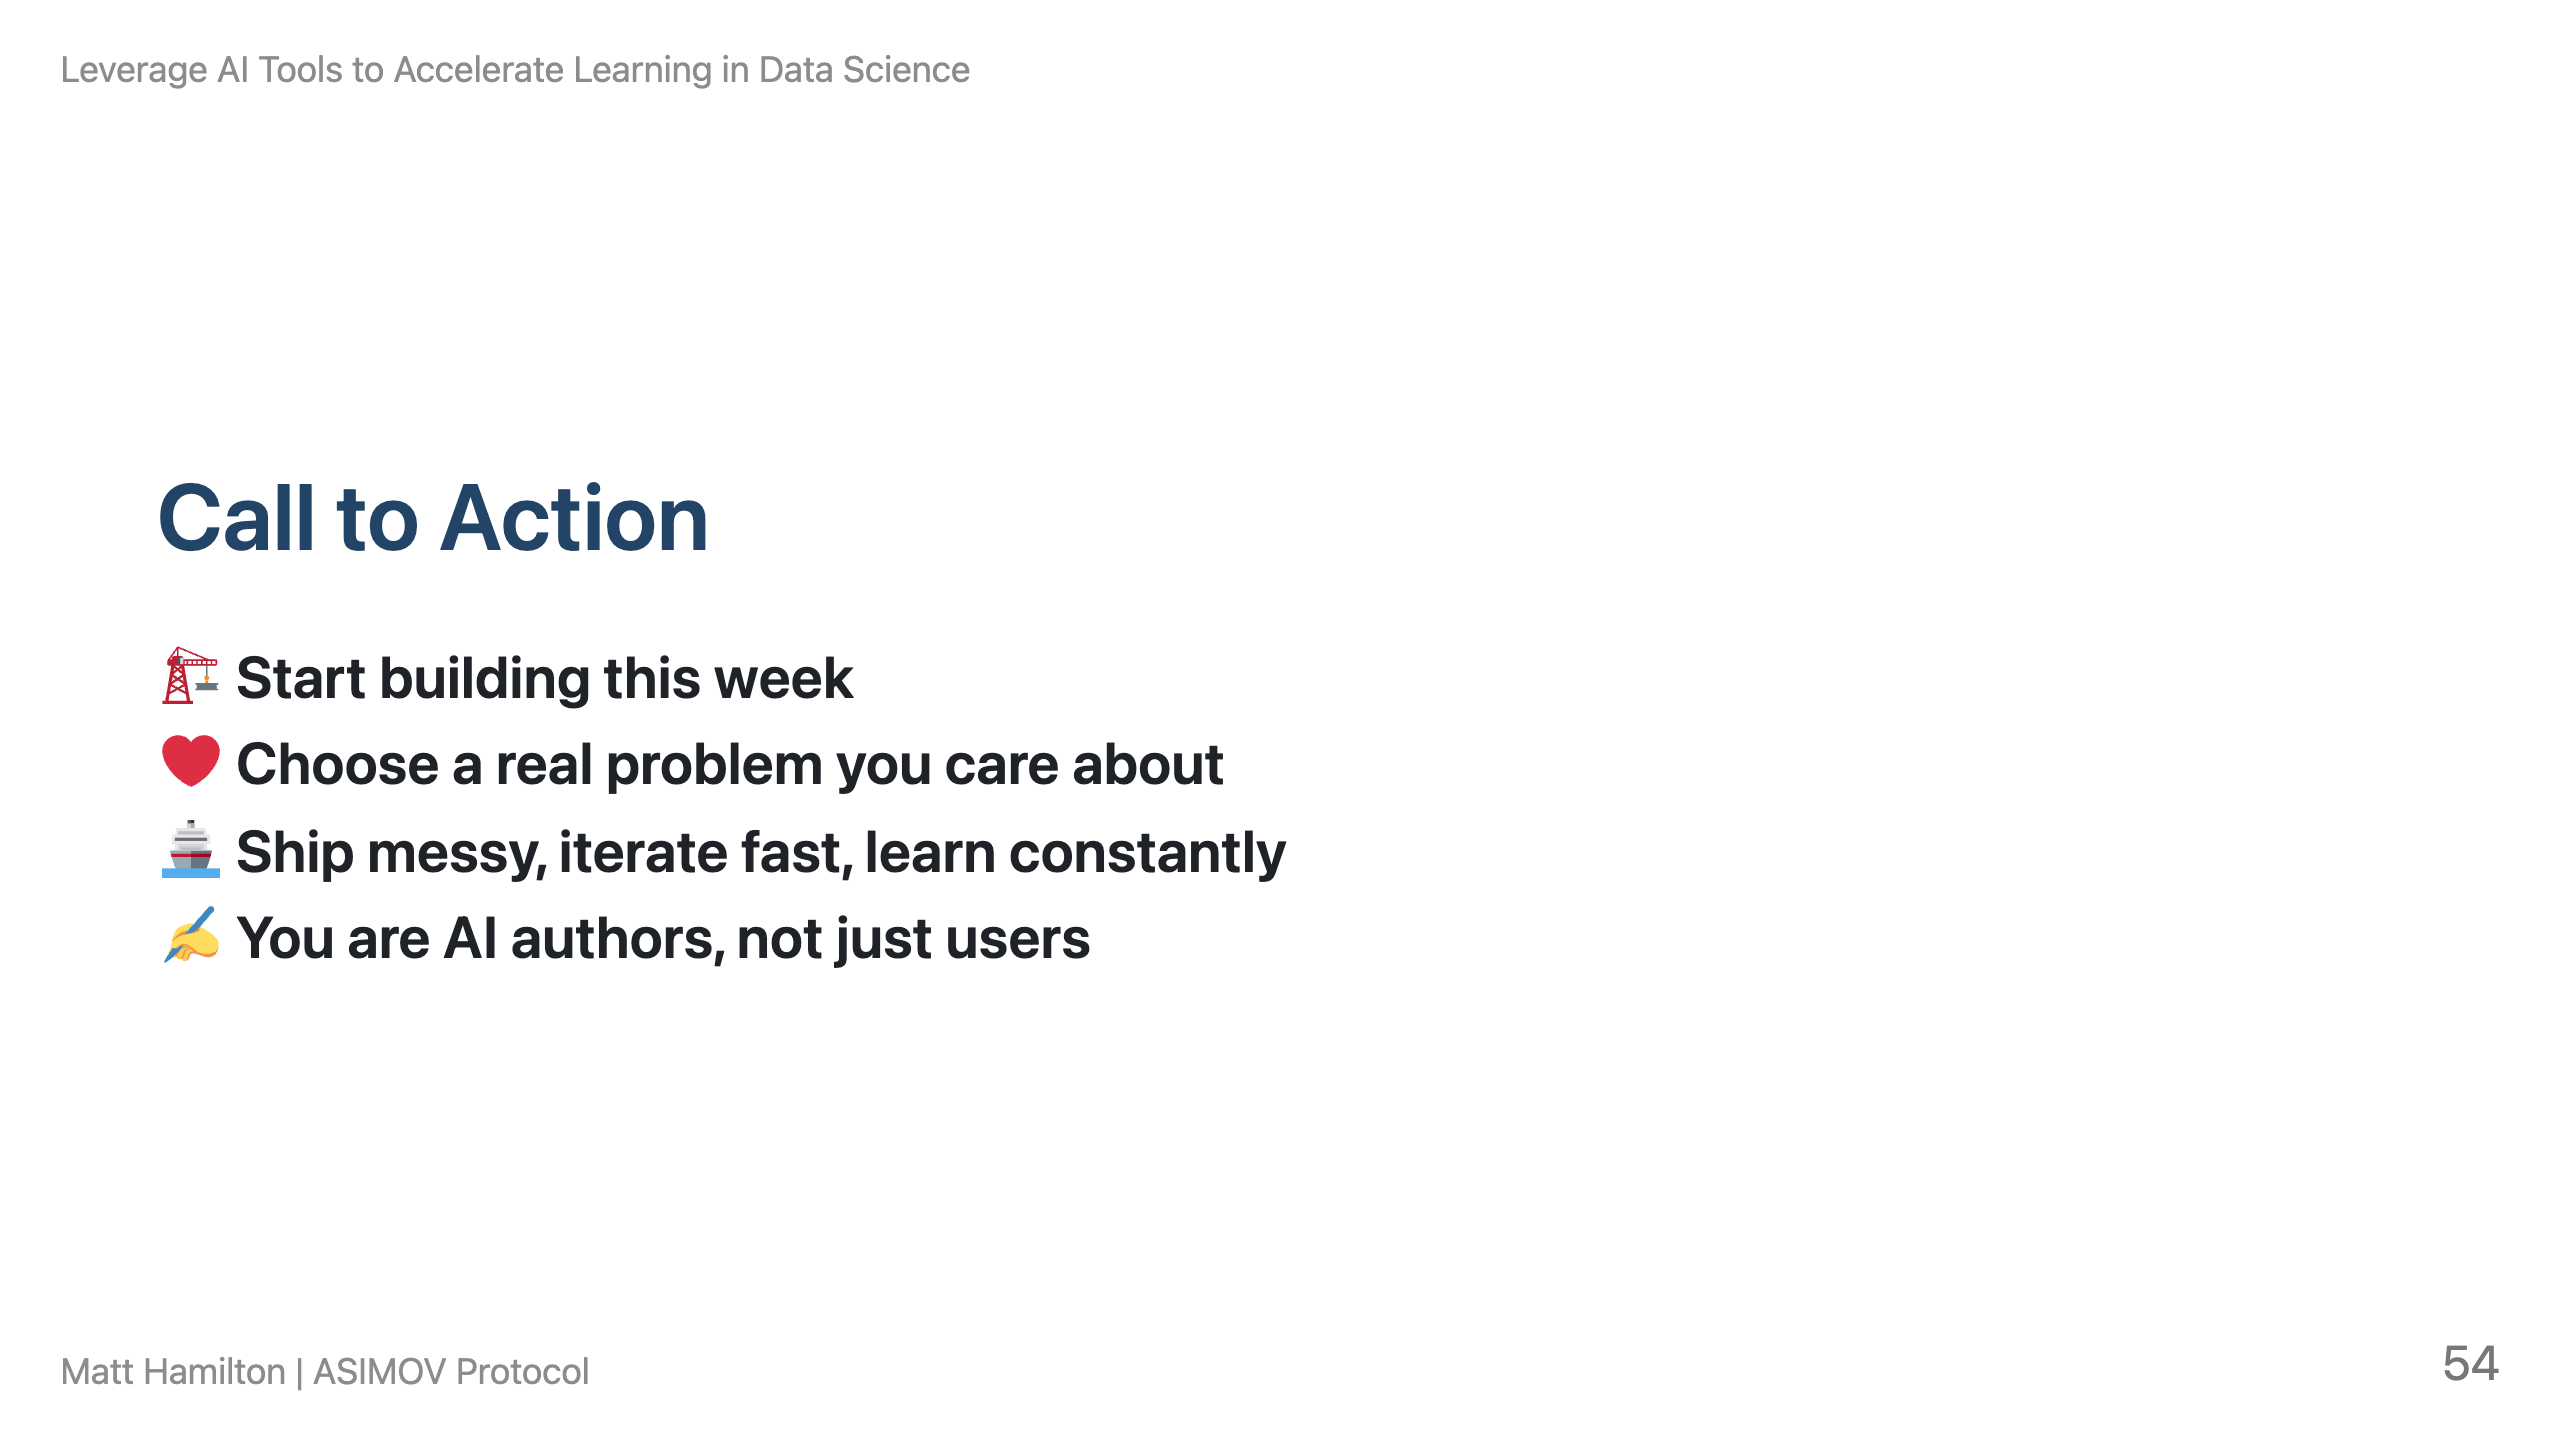 Leverage AI Tools to Accelerate Learning in Data Science
Call to Action
🏗️ Start building this week
❤️ Choose a real problem you care about
🛳️ Ship messy, iterate fast, learn constantly
✍️ You are AI authors, not just users
Matt Hamilton | ASIMOV Protocol
54